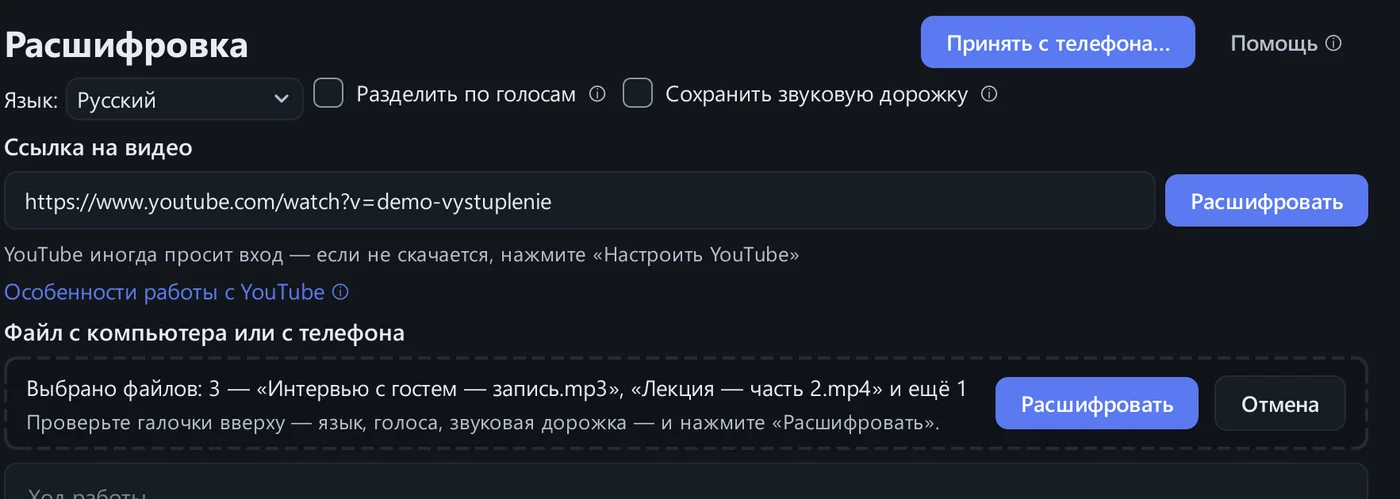 Расшифровка
Принять с телефона...
Помощь
Язык: Русский
Разделить по голосам
Сохранить звуковую дорожку
Ссылка на видео
https://www.youtube.com/watch?v=demo-vystuplenie
Расшифровать
YouTube иногда просит вход — если не скачается, нажмите «Настроить YouTube»
Особенности работы с YouTube
Файл с компьютера или с телефона
Выбрано файлов: 3 — «Интервью с гостем — запись.mp3», «Лекция — часть 2.mp4» и ещё 1
Проверьте галочки вверху — язык, голоса, звуковая дорожка — и нажмите «Расшифровать».
Расшифровать
Отмена
Ход работы